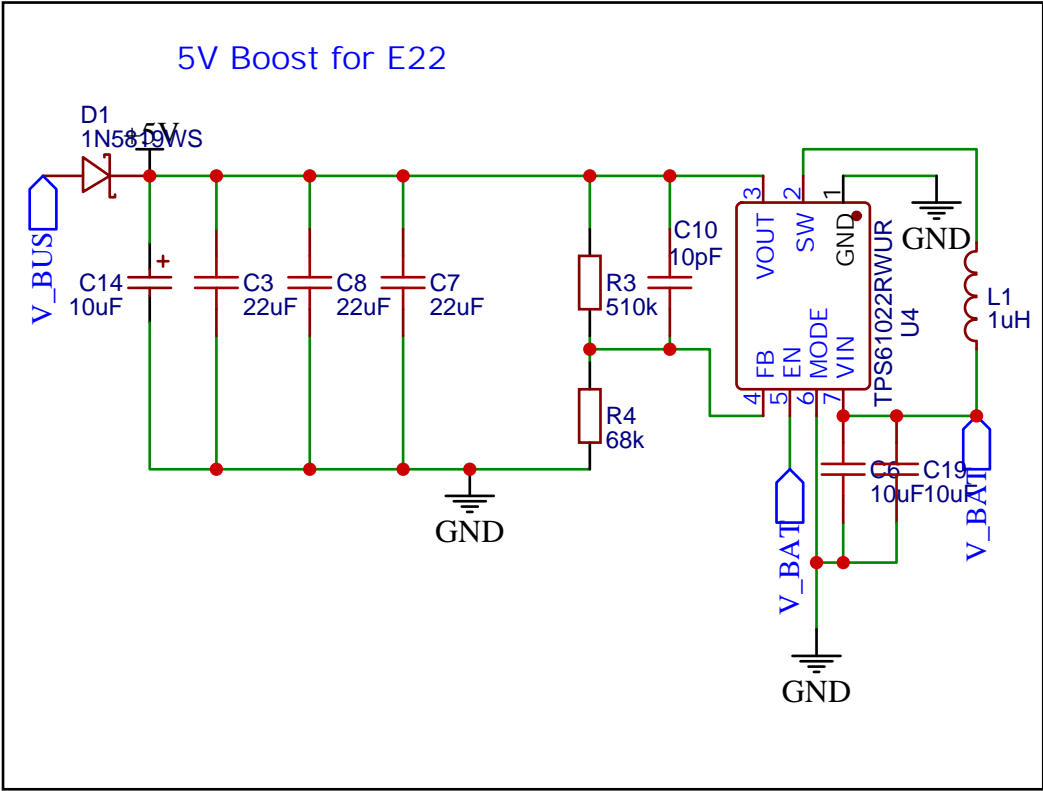 5V Boost for E22
D1
1N5819WS
+5V
V_BUS
C14
10uF
C3
22uF
C8
22uF
C7
22uF
R3
510k
C10
10pF
R4
68k
GND
3
2
1
VOUT
SW
GND
FB
EN
MODE
VIN
4
5
6
7
TPS61022RWUR
U4
GND
L1
1uH
C6
10uF
C19
10uF
V_BAT
V_BAT
GND